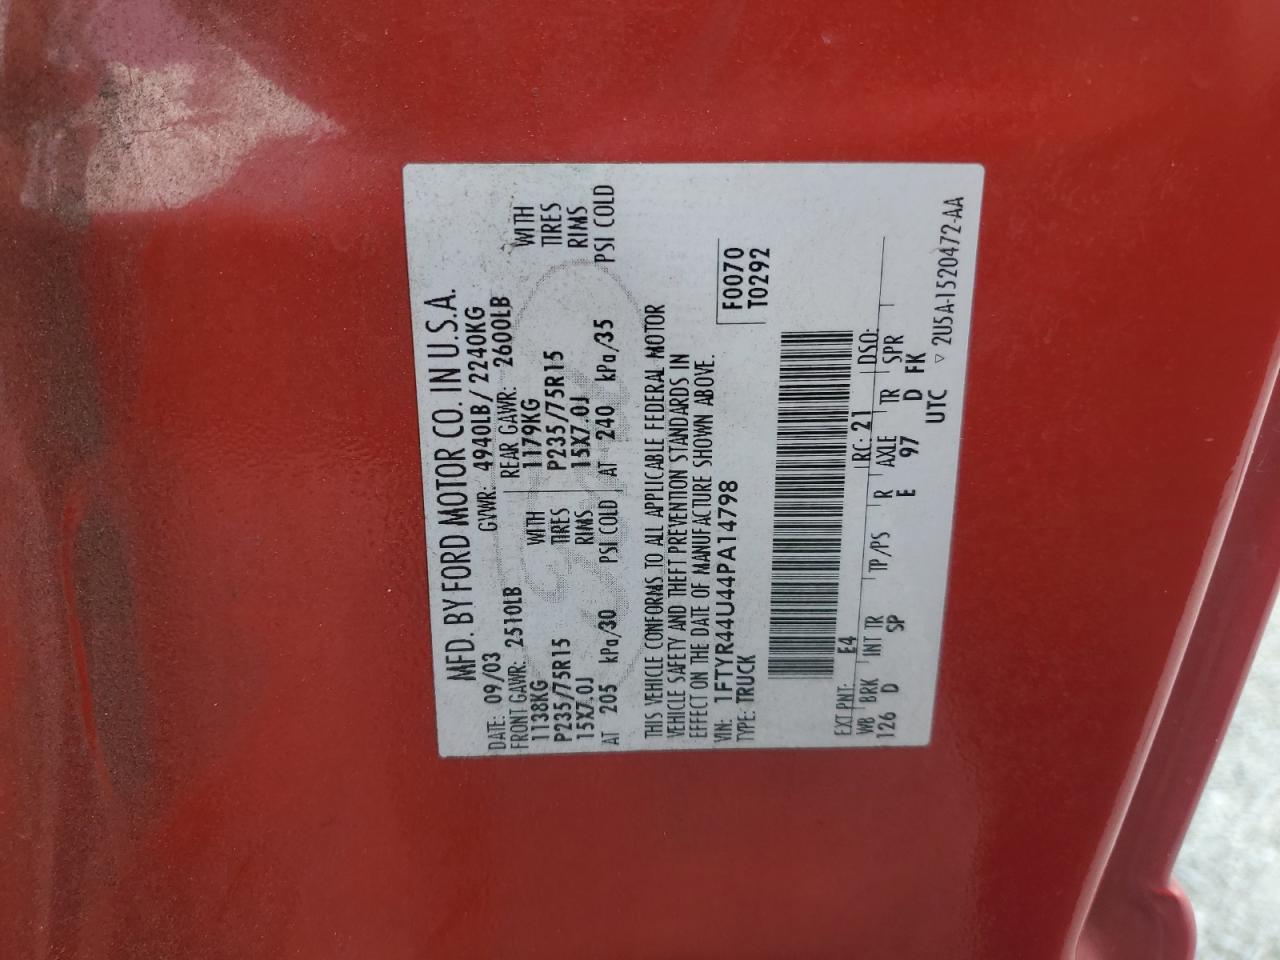 MFD. BY FORD MOTOR CO. IN U.S.A.
DATE: 09/03 GVWR: 4940LB / 2240KG
FRONT GAWR: 2510LB REAR GAWR: 2600LB
1138KG WITH 1179KG WITH
P235/75R15 TIRES P235/75R15 TIRES
15X7.0J RIMS 15X7.0J RIMS
AT 205 kPa/30 PSI COLD AT 240 kPa/35 PSI COLD
THIS VEHICLE CONFORMS TO ALL APPLICABLE FEDERAL MOTOR
VEHICLE SAFETY AND THEFT PREVENTION STANDARDS IN
EFFECT ON THE DATE OF MANUFACTURE SHOWN ABOVE.
VIN: 1FTYR44U44PA14798 F0070
TYPE: TRUCK T0292
EXT PNT: E4 RC: 21 DSO:
WB BRK INT TR TP/PS R AXLE TR SPR
126 D SP E 97 D FK
UTC ▽ 2U5A-1520472-AA